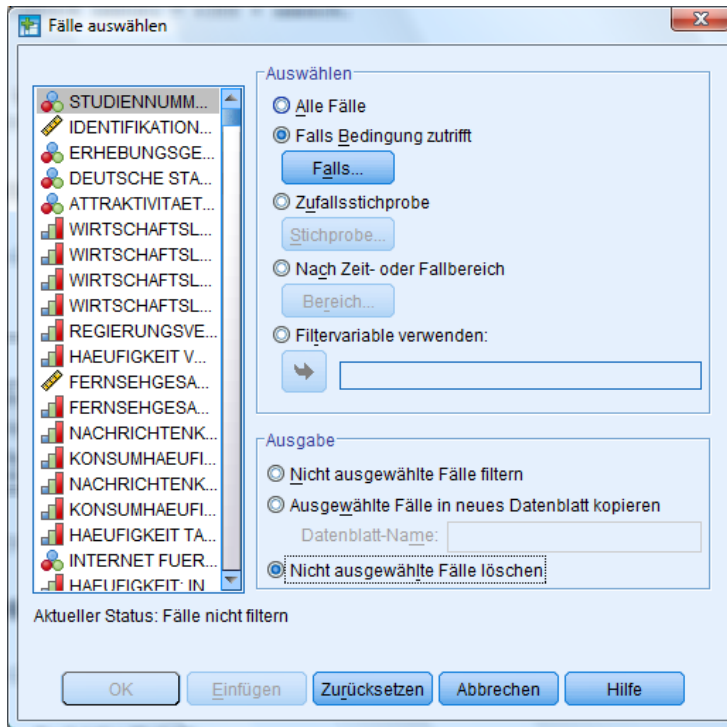 Fälle auswählen
STUDIENNUMM...
IDENTIFIKATION...
ERHEBUNGSGE...
DEUTSCHE STA...
ATTRAKTIVITAET...
WIRTSCHAFTSL...
WIRTSCHAFTSL...
WIRTSCHAFTSL...
WIRTSCHAFTSL...
REGIERUNGSVE...
HAEUFIGKEIT V...
FERNSEHGESA...
FERNSEHGESA...
NACHRICHTENK...
KONSUMHAEUFI...
NACHRICHTENK...
KONSUMHAEUFI...
HAEUFIGKEIT TA...
INTERNET FUER...
HAEUFIGKEIT: IN...
Auswählen
Alle Fälle
Falls Bedingung zutrifft
Falls...
Zufallsstichprobe
Stichprobe...
Nach Zeit- oder Fallbereich
Bereich...
Filtervariable verwenden:
Ausgabe
Nicht ausgewählte Fälle filtern
Ausgewählte Fälle in neues Datenblatt kopieren
Datenblatt-Name:
Nicht ausgewählte Fälle löschen
Aktueller Status: Fälle nicht filtern
OK Einfügen Zurücksetzen Abbrechen Hilfe